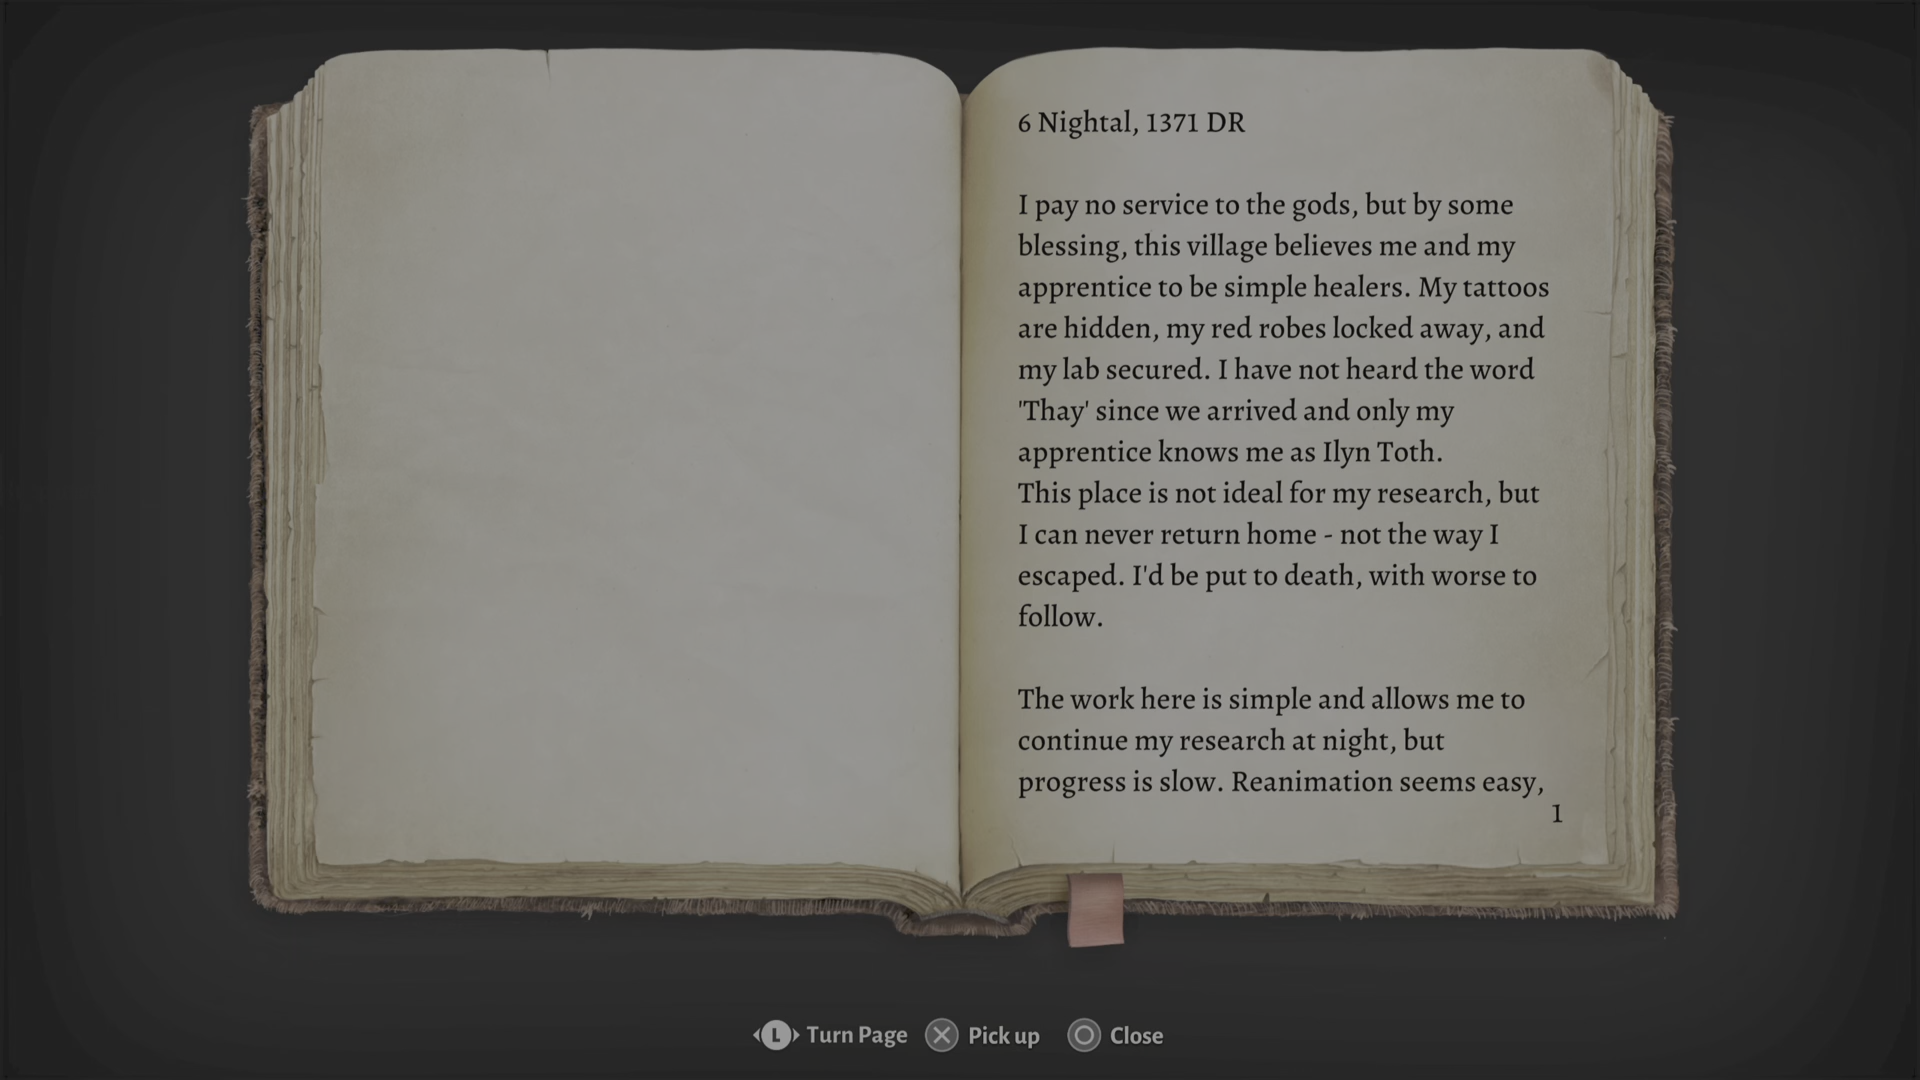 6 Nightal, 1371 DR
I pay no service to the gods, but by some
blessing, this village believes me and my
apprentice to be simple healers. My tattoos
are hidden, my red robes locked away, and
my lab secured. I have not heard the word
'Thay' since we arrived and only my
apprentice knows me as Ilyn Toth.
This place is not ideal for my research, but
I can never return home - not the way I
escaped. I'd be put to death, with worse to
follow.
The work here is simple and allows me to
continue my research at night, but
progress is slow. Reanimation seems easy,
1
L Turn Page Pick up Close